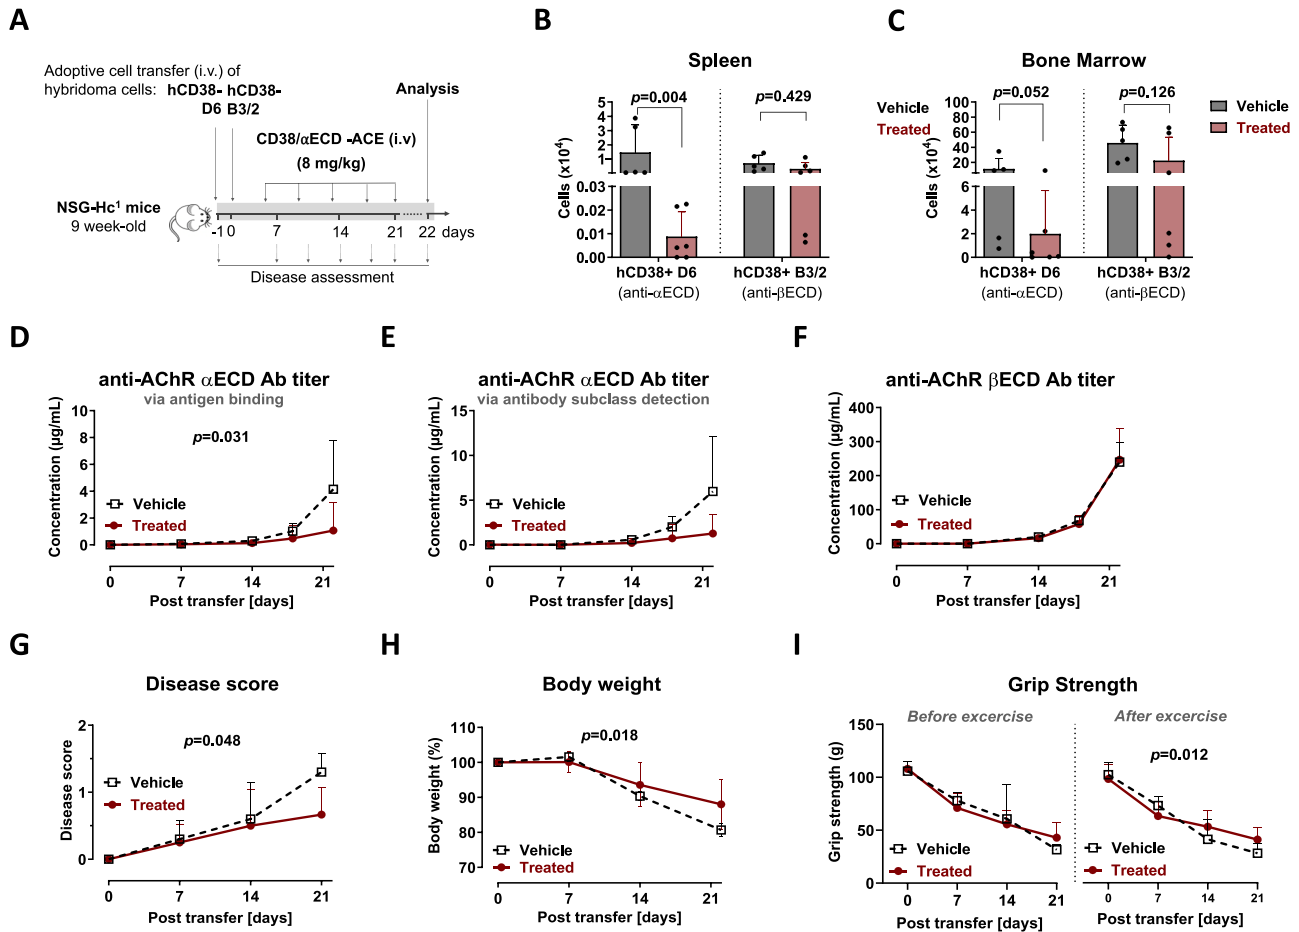 A
Adoptive cell transfer (i.v.) of
hybridoma cells: hCD38- hCD38-
D6 B3/2
Analysis
CD38/αECD -ACE (i.v)
(8 mg/kg)
NSG-Hc¹ mice
9 week-old
-1 0 7 14 21 22 days
Disease assessment
B
Spleen
p=0.004
p=0.429
Cells (x10⁴)
5
4
3
2
1
0.03
0.02
0.01
0.00
hCD38+ D6
(anti-αECD)
hCD38+ B3/2
(anti-βECD)
Vehicle
Treated
C
Bone Marrow
p=0.052
p=0.126
Cells (x10⁴)
100
80
60
40
20
6
4
2
0
hCD38+ D6
(anti-αECD)
hCD38+ B3/2
(anti-βECD)
Vehicle
Treated
D
anti-AChR αECD Ab titer
via antigen binding
p=0.031
Concentration (µg/mL)
10
8
6
4
2
0
Vehicle
Treated
0 7 14 21
Post transfer [days]
E
anti-AChR αECD Ab titer
via antibody subclass detection
Concentration (µg/mL)
15
10
5
0
Vehicle
Treated
0 7 14 21
Post transfer [days]
F
anti-AChR βECD Ab titer
Concentration (µg/mL)
400
300
200
100
0
Vehicle
Treated
0 7 14 21
Post transfer [days]
G
Disease score
p=0.048
Disease score
2
1
0
Vehicle
Treated
0 7 14 21
Post transfer [days]
H
Body weight
p=0.018
Body weight (%)
110
100
90
80
70
Vehicle
Treated
0 7 14 21
Post transfer [days]
I
Grip Strength
Before excercise
After excercise
p=0.012
Grip strength (g)
150
100
50
0
Vehicle
Treated
Vehicle
Treated
0 7 14 21
0 7 14 21
Post transfer [days]
Post transfer [days]